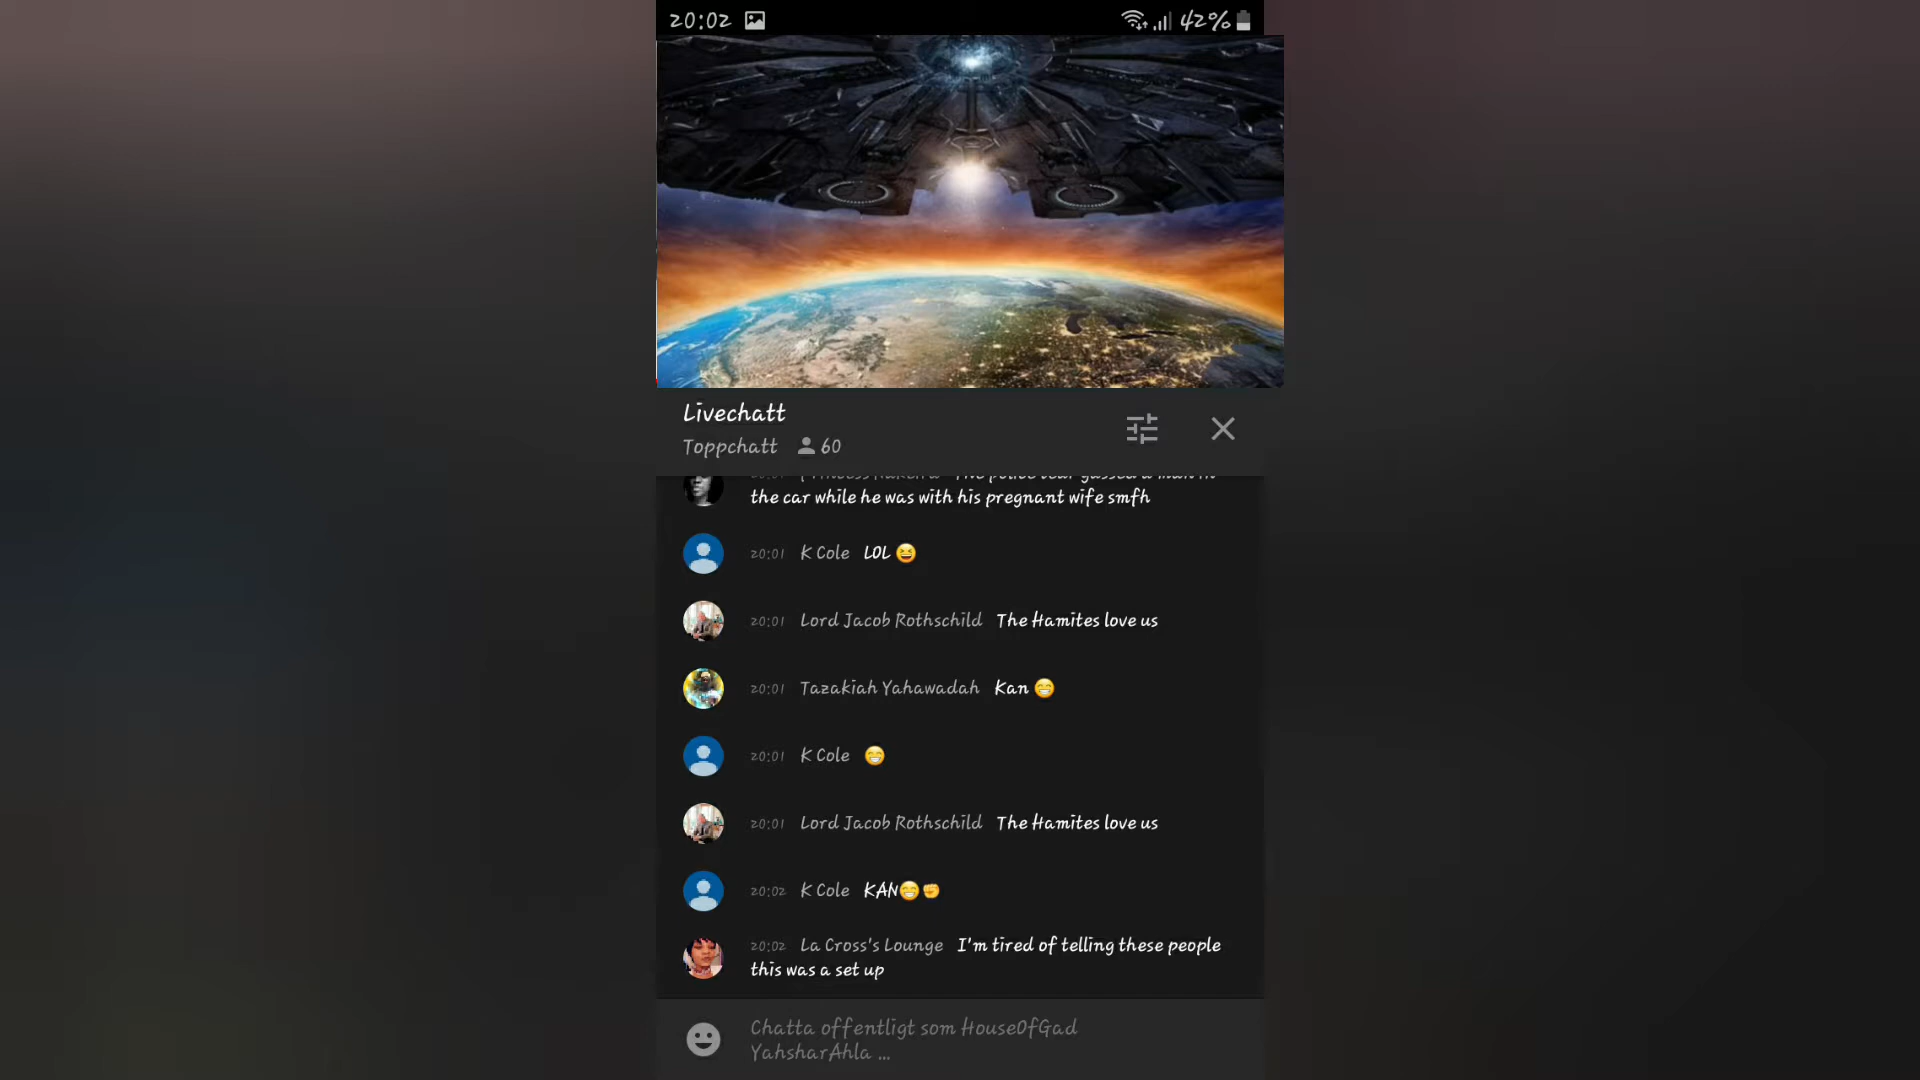 20:02 42%
Livechatt
Toppchatt 60
the car while he was with his pregnant wife smfh
20:01 K Cole LOL 😆
20:01 Lord Jacob Rothschild The Hamites love us
20:01 Tazakiah Yahawadah Kan 😁
20:01 K Cole 😁
20:01 Lord Jacob Rothschild The Hamites love us
20:02 K Cole KAN😁✊
20:02 La Cross's Lounge I'm tired of telling these people
this was a set up
Chatta offentligt som HouseOfGad
YahsharAhla ...